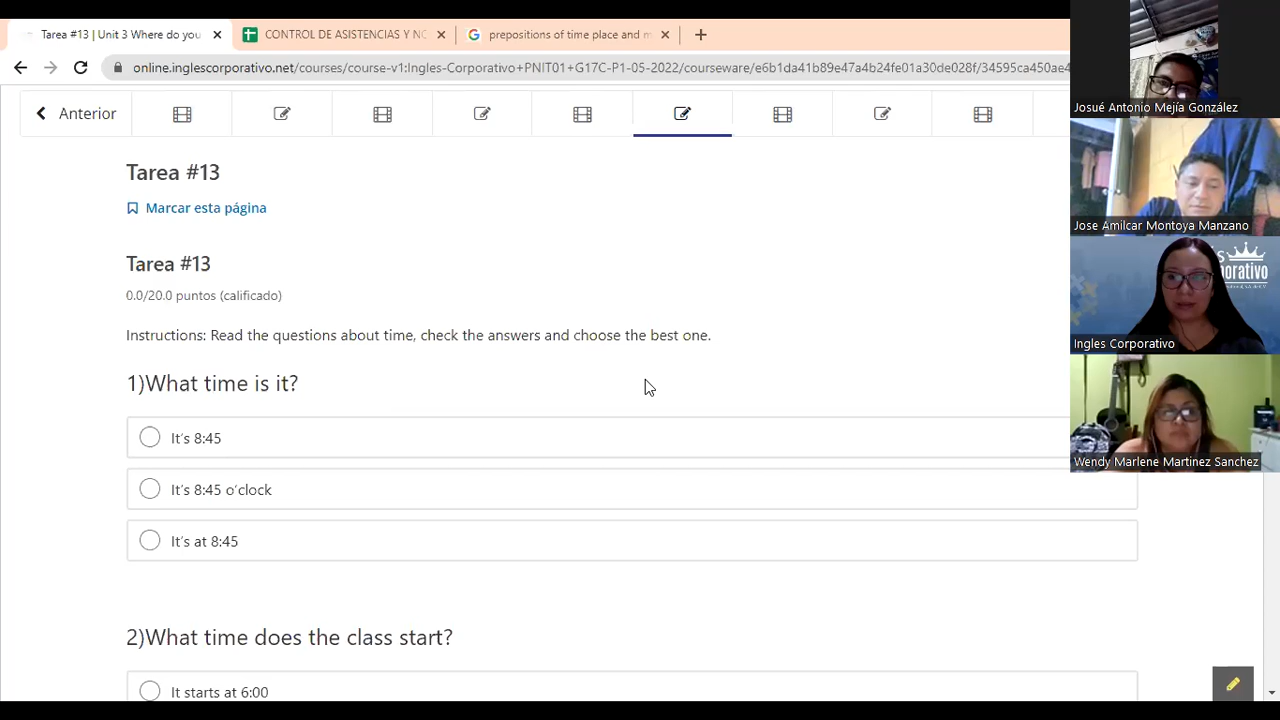 Tarea #13 | Unit 3 Where do you
CONTROL DE ASISTENCIAS Y NO
prepositions of time place and m
online.inglescorporativo.net/courses/course-v1:Ingles-Corporativo+PNIT01+G17C-P1-05-2022/courseware/e6b1da41b89e47a4b24fe01a30de028f/34595ca450ae4
Anterior
Tarea #13
Marcar esta página
Tarea #13
0.0/20.0 puntos (calificado)
Instructions: Read the questions about time, check the answers and choose the best one.
1)What time is it?
It's 8:45
It's 8:45 o'clock
It's at 8:45
2)What time does the class start?
It starts at 6:00
Josué Antonio Mejía González
Jose Amílcar Montoya Manzano
orativo
Ingles Corporativo
Wendy Marlene Martinez Sanchez